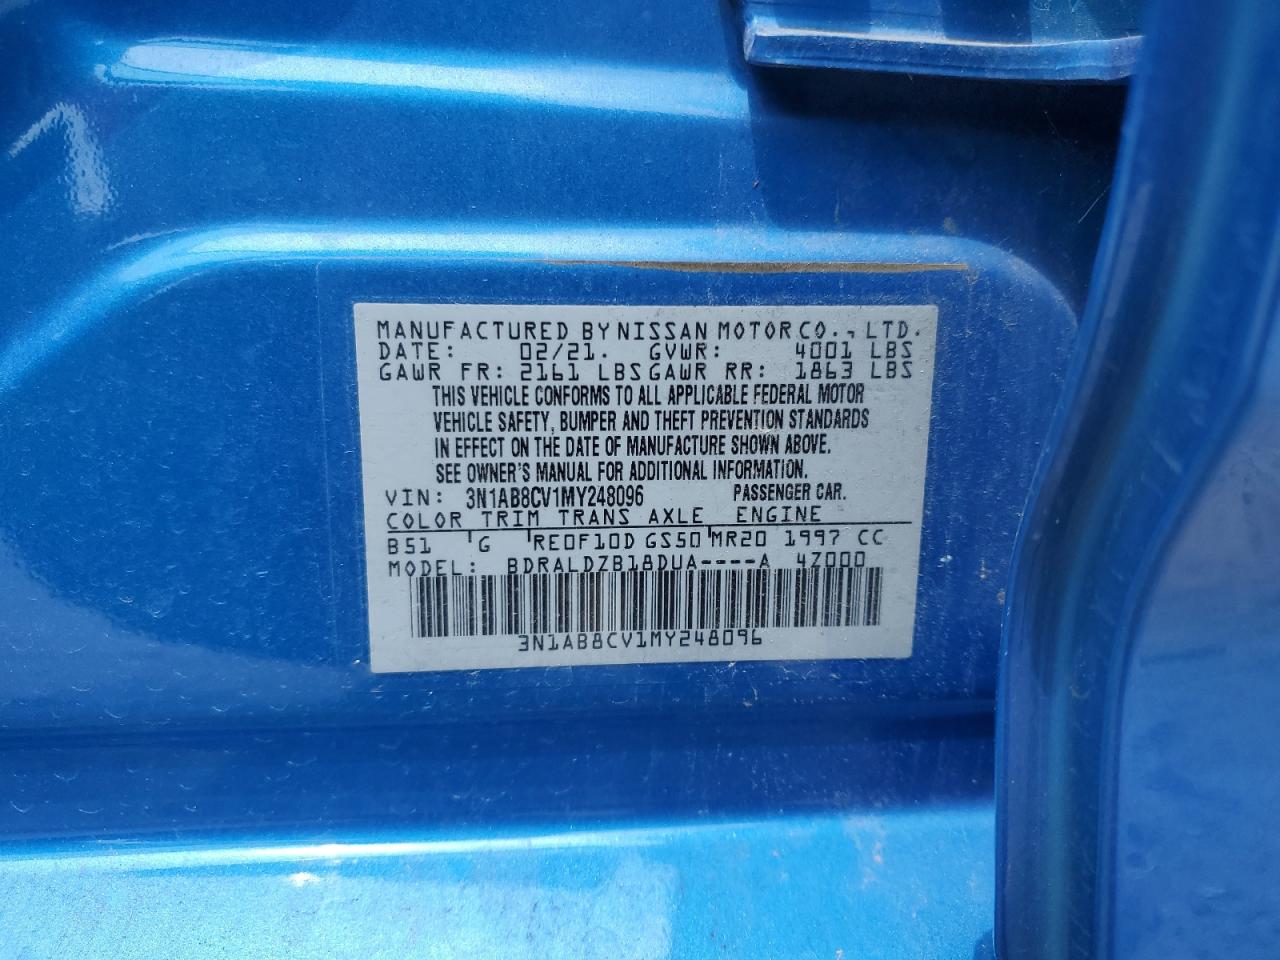 MANUFACTURED BY NISSAN MOTOR CO., LTD.
DATE: 02/21. GVWR: 4001 LBS
GAWR FR: 2161 LBS GAWR RR: 1863 LBS
THIS VEHICLE CONFORMS TO ALL APPLICABLE FEDERAL MOTOR
VEHICLE SAFETY, BUMPER AND THEFT PREVENTION STANDARDS
IN EFFECT ON THE DATE OF MANUFACTURE SHOWN ABOVE.
SEE OWNER'S MANUAL FOR ADDITIONAL INFORMATION.
VIN: 3N1AB8CV1MY248096 PASSENGER CAR.
COLOR TRIM TRANS AXLE ENGINE
B51 G RE0F10D GS50 MR20 1997 CC
MODEL: BDRALDZB18DUA----A 4Z000
3N1AB8CV1MY248096